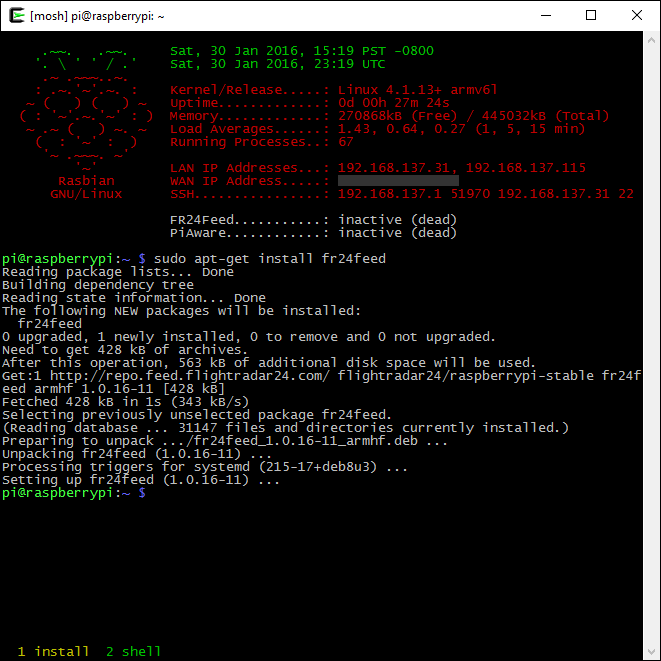 [mosh] pi@raspberrypi: ~
Sat, 30 Jan 2016, 15:19 PST -0800
Sat, 30 Jan 2016, 23:19 UTC
Kernel/Release.....: Linux 4.1.13+ armv6l
Uptime.............: 0d 00h 27m 24s
Memory.............: 270868kB (Free) / 445032kB (Total)
Load Averages......: 1.43, 0.64, 0.27 (1, 5, 15 min)
Running Processes..: 67
LAN IP Addresses...: 192.168.137.31, 192.168.137.115
Rasbian WAN IP Address.....:
GNU/Linux SSH................: 192.168.137.1 51970 192.168.137.31 22
FR24Feed...........: inactive (dead)
PiAware............: inactive (dead)
pi@raspberrypi:~ $ sudo apt-get install fr24feed
Reading package lists... Done
Building dependency tree
Reading state information... Done
The following NEW packages will be installed:
fr24feed
0 upgraded, 1 newly installed, 0 to remove and 0 not upgraded.
Need to get 428 kB of archives.
After this operation, 563 kB of additional disk space will be used.
Get:1 http://repo.feed.flightradar24.com/ flightradar24/raspberrypi-stable fr24f
eed armhf 1.0.16-11 [428 kB]
Fetched 428 kB in 1s (343 kB/s)
Selecting previously unselected package fr24feed.
(Reading database ... 31147 files and directories currently installed.)
Preparing to unpack .../fr24feed_1.0.16-11_armhf.deb ...
Unpacking fr24feed (1.0.16-11) ...
Processing triggers for systemd (215-17+deb8u3) ...
Setting up fr24feed (1.0.16-11) ...
pi@raspberrypi:~ $
1 install 2 shell